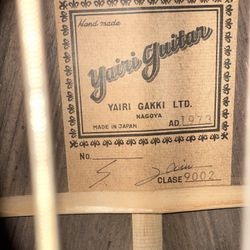 Hand made
Yairi Guitar
YAIRI GAKKI LTD.
NAGOYA
MADE IN JAPAN AD.1973
No.
CLASE 9002